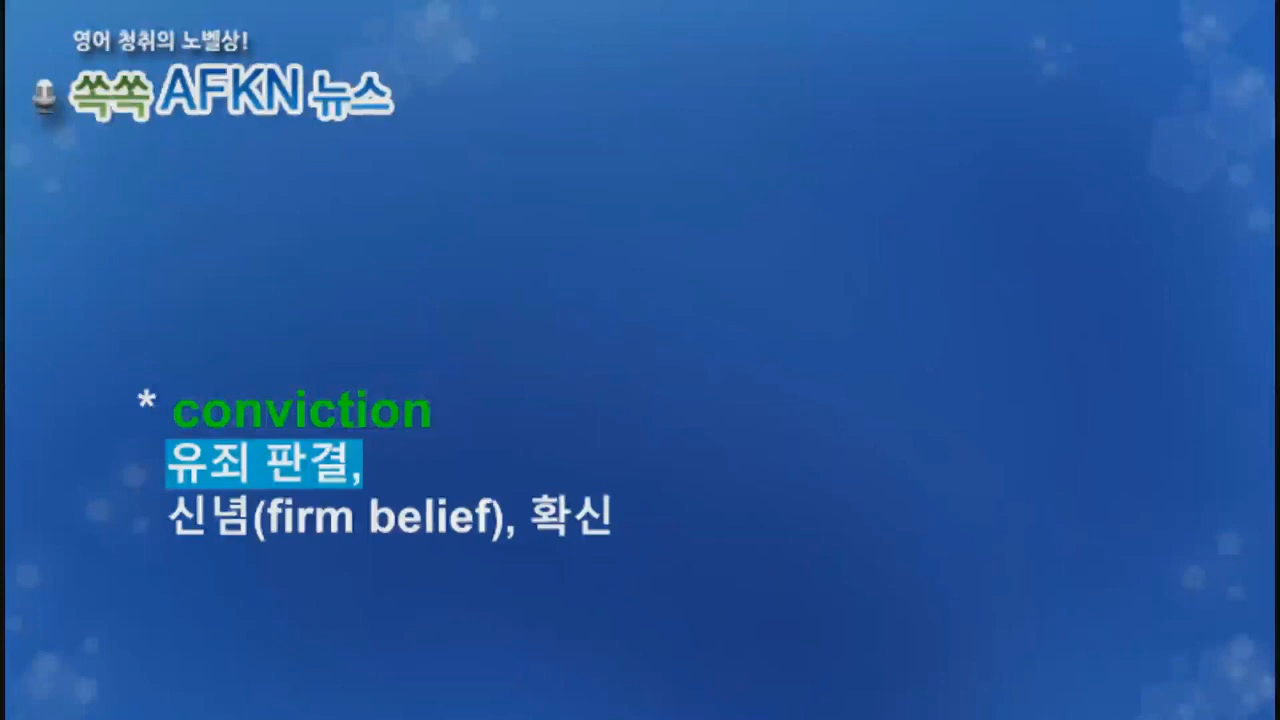 영어 청취의 노벨상!
쏙쏙 AFKN 뉴스
* conviction
유죄 판결,
신념(firm belief), 확신